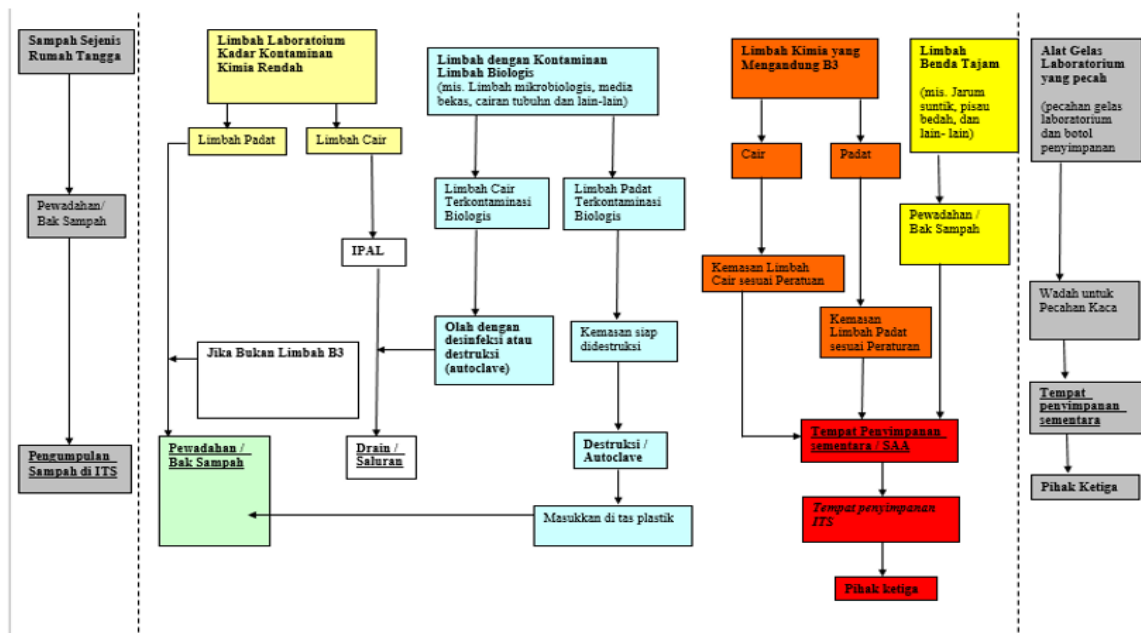 Sampah Sejenis
Rumah Tangga
Pewadahan/
Bak Sampah
Pengumpulan
Sampah di ITS
Limbah Laboratoium
Kadar Kontaminan
Kimia Rendah
Limbah Padat
Limbah Cair
IPAL
Jika Bukan Limbah B3
Pewadahan /
Bak Sampah
Drain /
Saluran
Limbah dengan Kontaminan
Limbah Biologis
(mis. Limbah mikrobiologis, media
bekas, cairan tubuhn dan lain-lain)
Limbah Cair
Terkontaminasi
Biologis
Limbah Padat
Terkontaminasi
Biologis
Olah dengan
desinfeksi atau
destruksi
(autoclave)
Kemasan siap
didestruksi
Destruksi /
Autoclave
Masukkan di tas plastik
Limbah Kimia yang
Mengandung B3
Cair
Padat
Kemasan Limbah
Cair sesuai Peratuan
Kemasan
Limbah Padat
sesuai Peraturan
Limbah
Benda Tajam
(mis. Jarum
suntik, pisau
bedah, dan
lain- lain)
Pewadahan /
Bak Sampah
Tempat Penyimpanan
sementara / SAA
Tempat penyimpanan
ITS
Pihak ketiga
Alat Gelas
Laboratorium
yang pecah
(pecahan gelas
laboratorium
dan botol
penyimpanan
Wadah untuk
Pecahan Kaca
Tempat
penyimpanan
sementara
Pihak Ketiga